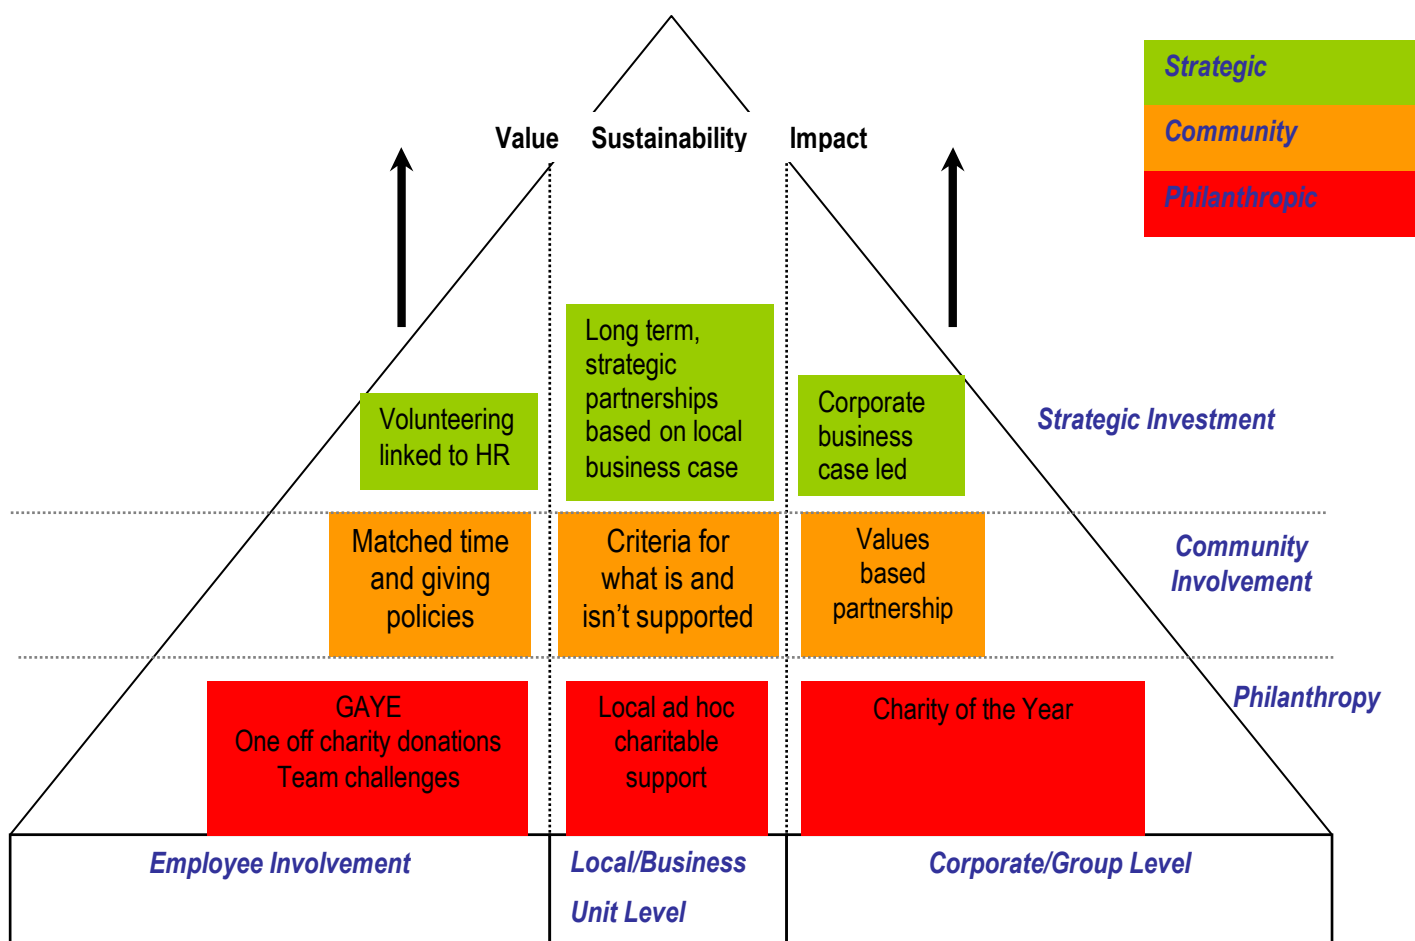 Strategic
Community
Philanthropic
Value Sustainability Impact
Long term,
strategic
partnerships
based on local
business case
Volunteering
linked to HR
Corporate
business
case led
Strategic Investment
Matched time
and giving
policies
Criteria for
what is and
isn’t supported
Values
based
partnership
Community
Involvement
GAYE
One off charity donations
Team challenges
Local ad hoc
charitable
support
Charity of the Year
Philanthropy
Employee Involvement
Local/Business
Unit Level
Corporate/Group Level